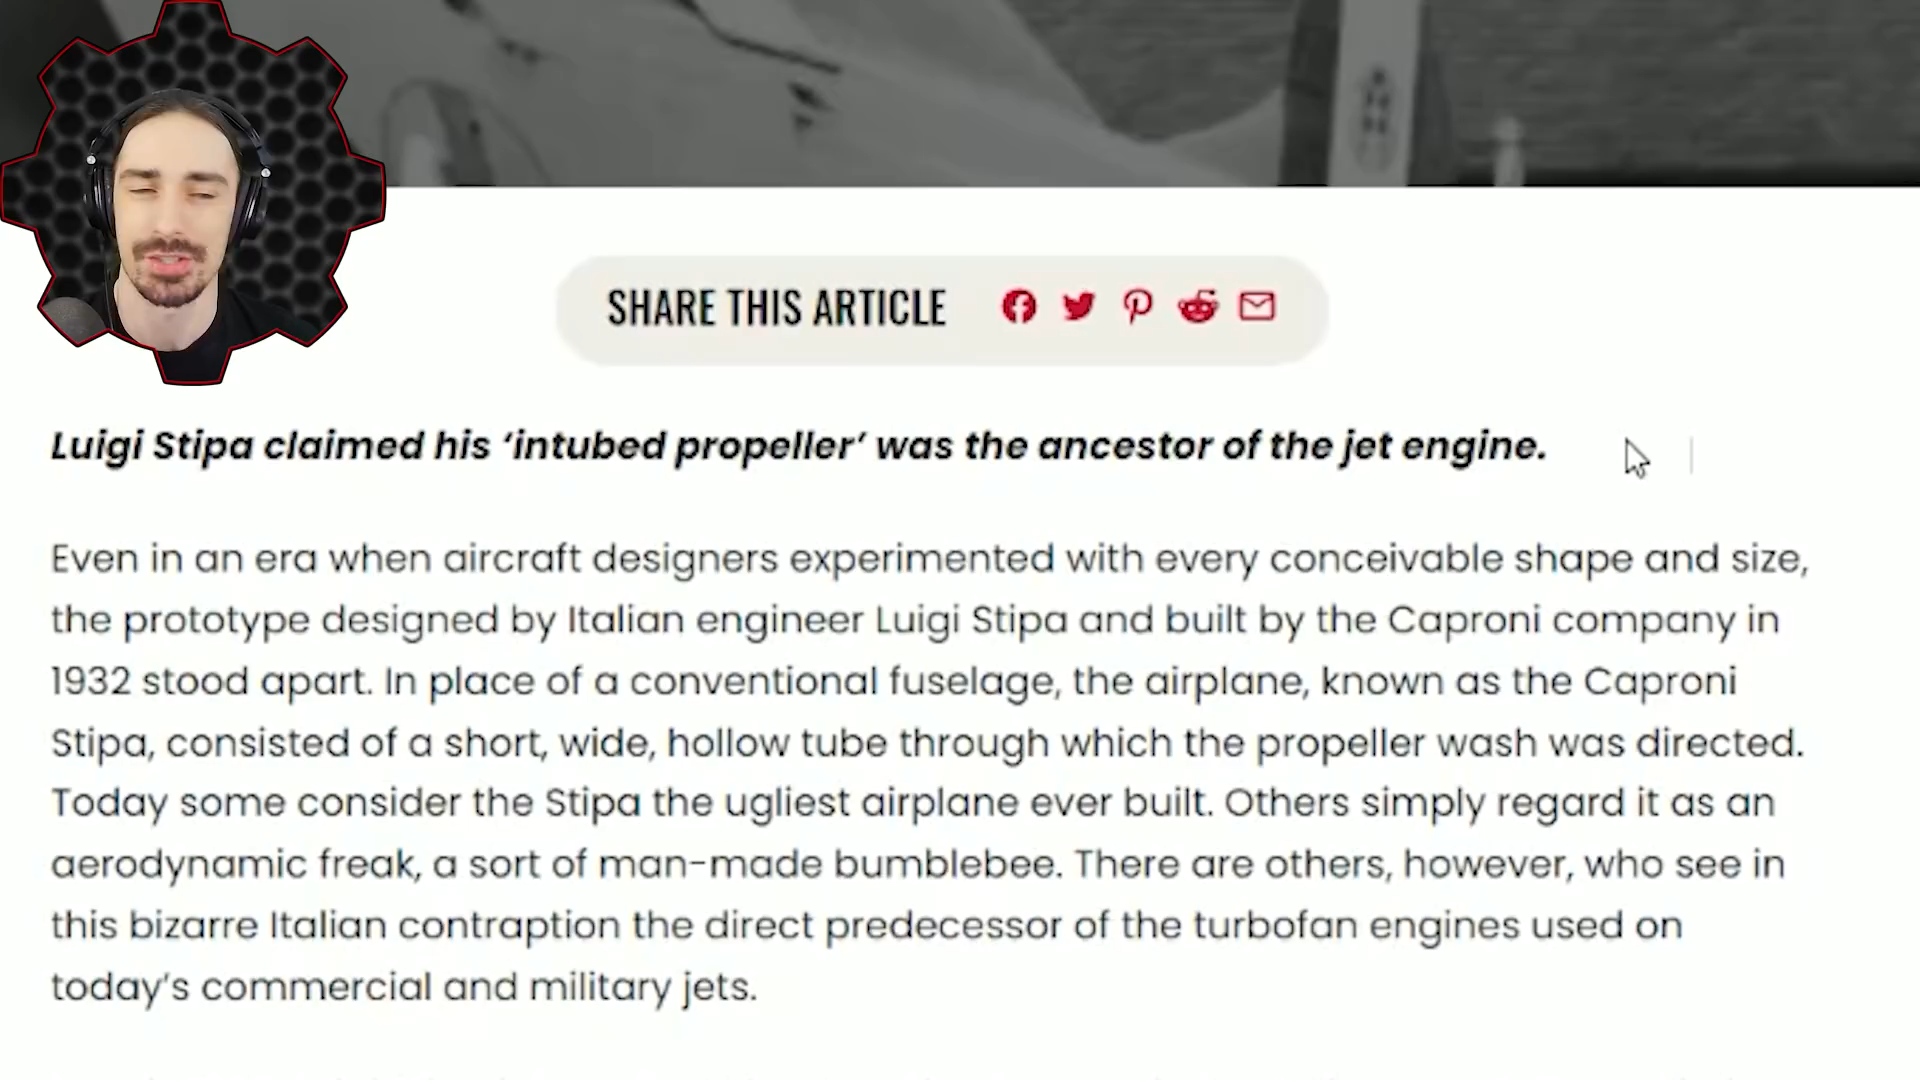 SHARE THIS ARTICLE
Luigi Stipa claimed his ‘intubed propeller’ was the ancestor of the jet engine.
Even in an era when aircraft designers experimented with every conceivable shape and size,
the prototype designed by Italian engineer Luigi Stipa and built by the Caproni company in
1932 stood apart. In place of a conventional fuselage, the airplane, known as the Caproni
Stipa, consisted of a short, wide, hollow tube through which the propeller wash was directed.
Today some consider the Stipa the ugliest airplane ever built. Others simply regard it as an
aerodynamic freak, a sort of man-made bumblebee. There are others, however, who see in
this bizarre Italian contraption the direct predecessor of the turbofan engines used on
today’s commercial and military jets.